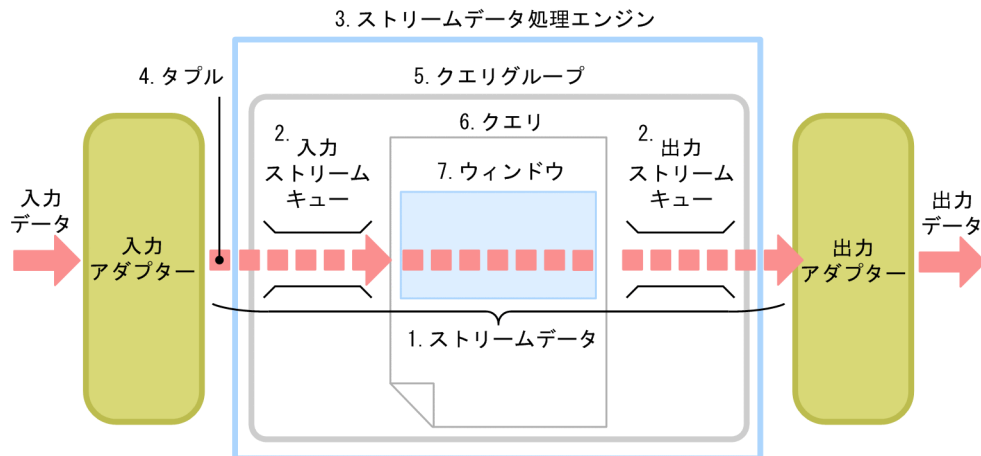 3.ストリームデータ処理エンジン
4.タプル
5.クエリグループ
6.クエリ
2.
入力
ストリーム
キュー
7.ウィンドウ
2.
出力
ストリーム
キュー
入力
データ
入力
アダプター
出力
アダプター
出力
データ
1.ストリームデータ